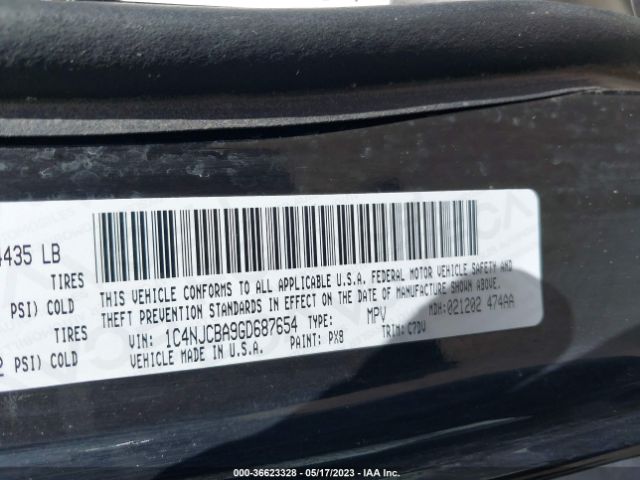 4435 LB
TIRES
PSI) COLD
TIRES
PSI) COLD
THIS VEHICLE CONFORMS TO ALL APPLICABLE U.S.A. FEDERAL MOTOR VEHICLE SAFETY AND
THEFT PREVENTION STANDARDS IN EFFECT ON THE DATE OF MANUFACTURE SHOWN ABOVE.
VIN: 1C4NJCBA9GD687654 TYPE: MPV MDH:021202 474AA
VEHICLE MADE IN U.S.A. PAINT: PX8 TRIM: C7DV
000-36623328 - 05/17/2023 - IAA Inc.